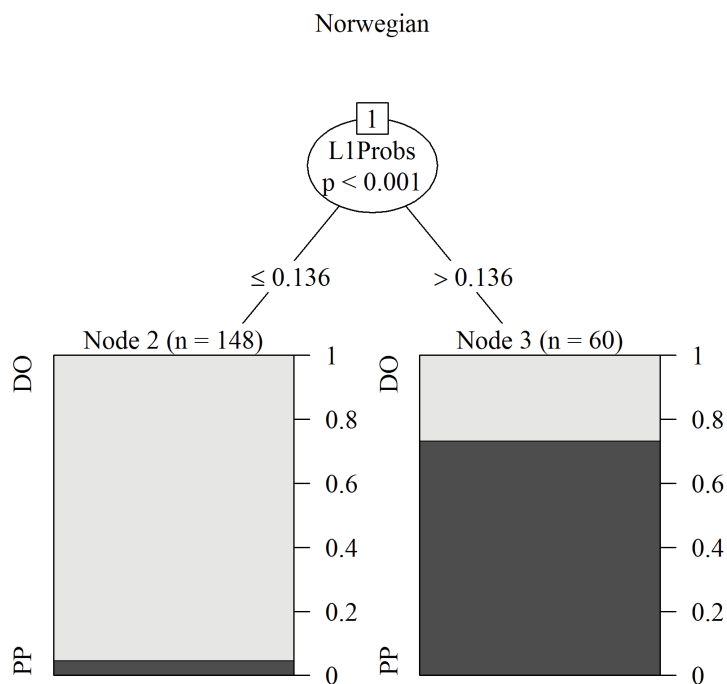 Norwegian
1
L1Probs
p < 0.001
≤ 0.136
> 0.136
Node 2 (n = 148)
DO
PP
1
0.8
0.6
0.4
0.2
0
Node 3 (n = 60)
DO
PP
1
0.8
0.6
0.4
0.2
0